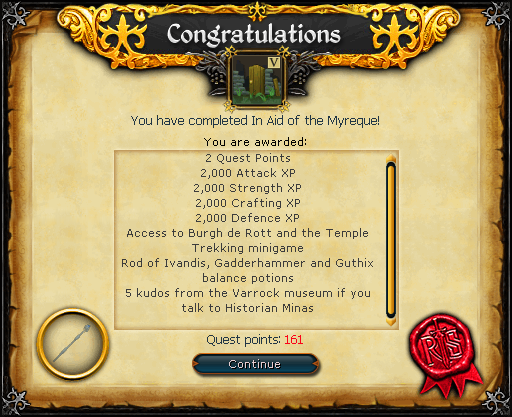 Congratulations
V
You have completed In Aid of the Myreque!
You are awarded:
2 Quest Points
2,000 Attack XP
2,000 Strength XP
2,000 Crafting XP
2,000 Defence XP
Access to Burgh de Rott and the Temple
Trekking minigame
Rod of Ivandis, Gadderhammer and Guthix
balance potions
5 kudos from the Varrock museum if you
talk to Historian Minas
Quest points: 161
Continue
RS